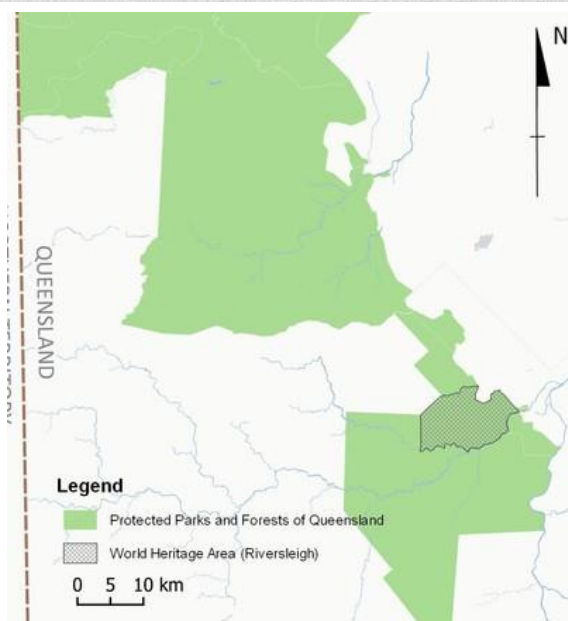 N
QUEENSLAND
Legend
Protected Parks and Forests of Queensland
World Heritage Area (Riversleigh)
0 5 10 km